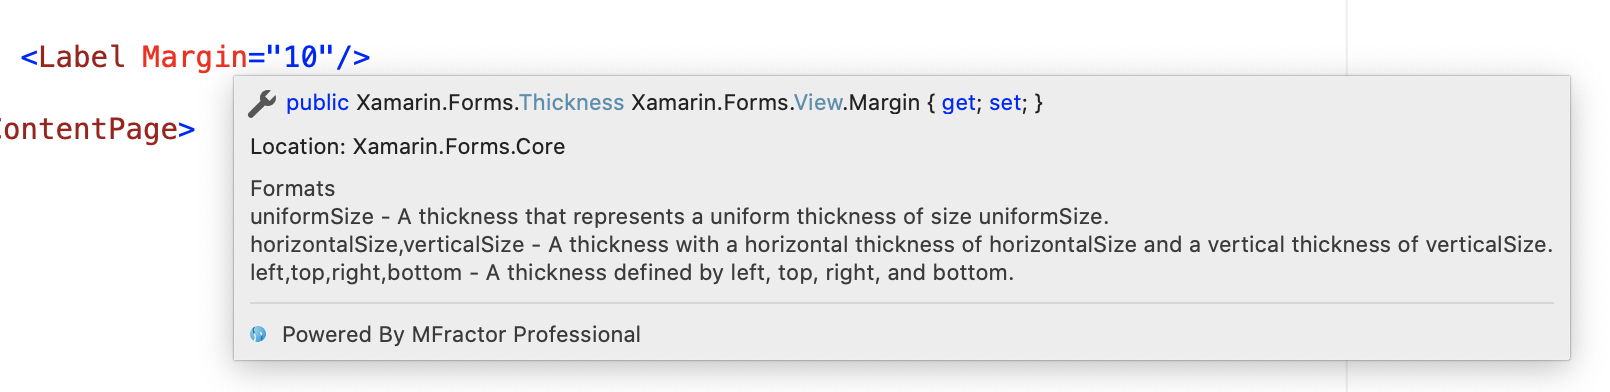 <Label Margin="10"/>
public Xamarin.Forms.Thickness Xamarin.Forms.View.Margin { get; set; }
ontentPage>
Location: Xamarin.Forms.Core
Formats
uniformSize - A thickness that represents a uniform thickness of size uniformSize.
horizontalSize,verticalSize - A thickness with a horizontal thickness of horizontalSize and a vertical thickness of verticalSize.
left,top,right,bottom - A thickness defined by left, top, right, and bottom.
Powered By MFractor Professional